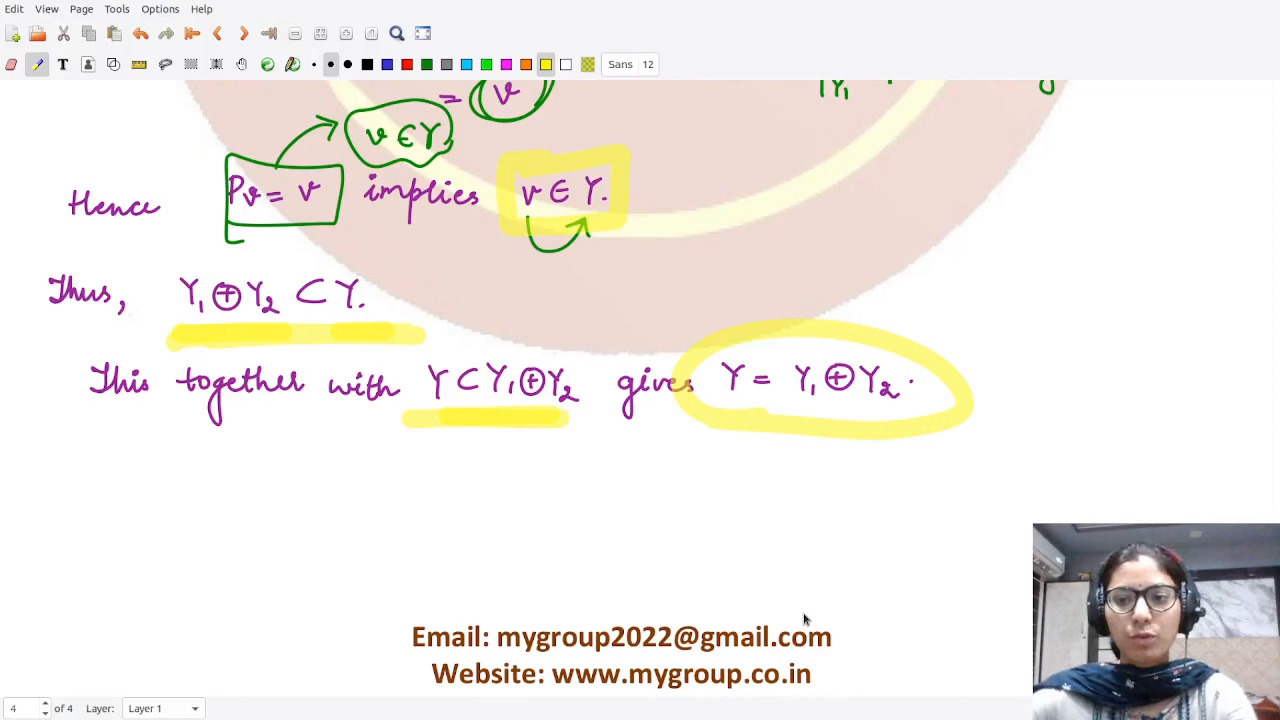 Edit View Page Tools Options Help
Sans 12
= v
v ∈ Y
Hence Pv = v implies v ∈ Y.
Thus, Y₁ ⊕ Y₂ ⊂ Y.
This together with Y ⊂ Y₁ ⊕ Y₂ gives Y = Y₁ ⊕ Y₂.
Email: mygroup2022@gmail.com
Website: www.mygroup.co.in
4 of 4 Layer: Layer 1